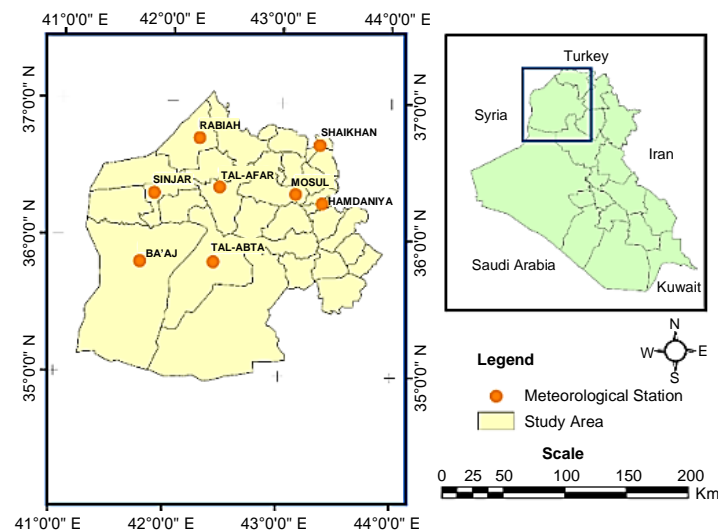 41°0'0" E 42°0'0" E 43°0'0" E 44°0'0" E
37°0'0" N
36°0'0" N
35°0'0" N
RABIAH
SHAIKHAN
SINJAR
TAL-AFAR
MOSUL
HAMDANIYA
BA'AJ
TAL-ABTA
37°0'0" N
36°0'0" N
35°0'0" N
41°0'0" E 42°0'0" E 43°0'0" E 44°0'0" E
Turkey
Syria
Iran
Saudi Arabia
Kuwait
N
W E
S
Legend
Meteorological Station
Study Area
Scale
0 25 50 100 150 200
Km